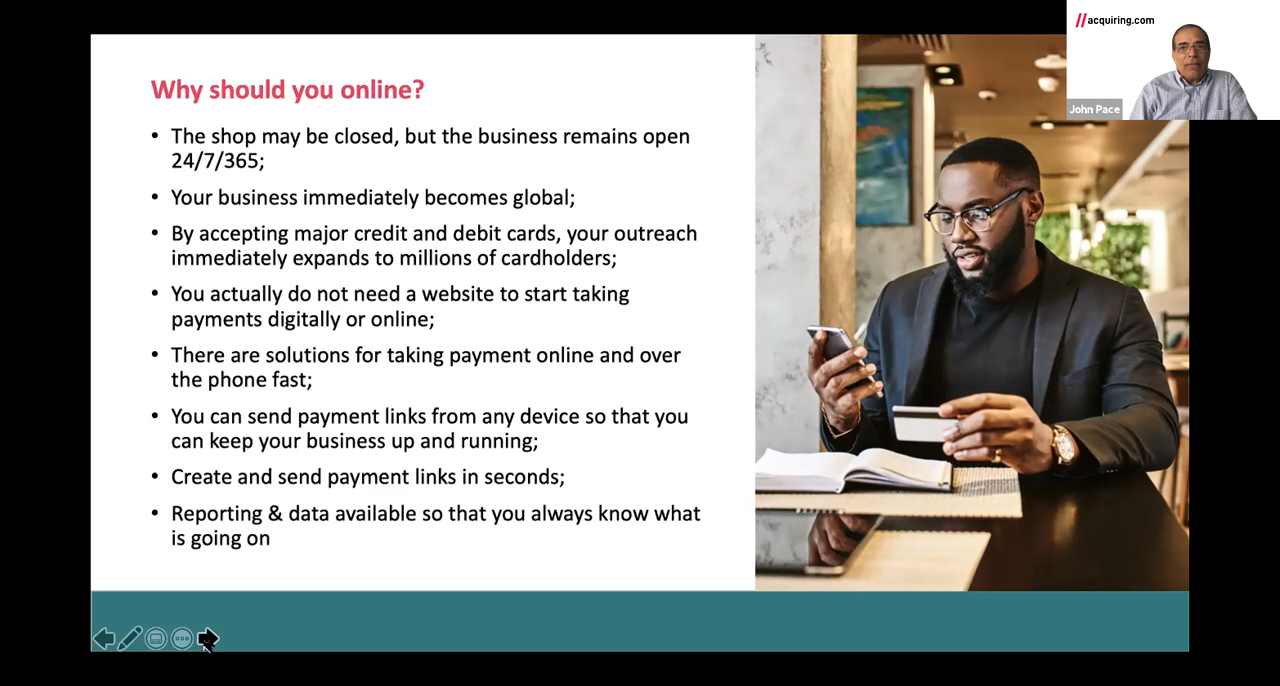 //acquiring.com
John Pace
Why should you online?
• The shop may be closed, but the business remains open
24/7/365;
• Your business immediately becomes global;
• By accepting major credit and debit cards, your outreach
immediately expands to millions of cardholders;
• You actually do not need a website to start taking
payments digitally or online;
• There are solutions for taking payment online and over
the phone fast;
• You can send payment links from any device so that you
can keep your business up and running;
• Create and send payment links in seconds;
• Reporting & data available so that you always know what
is going on